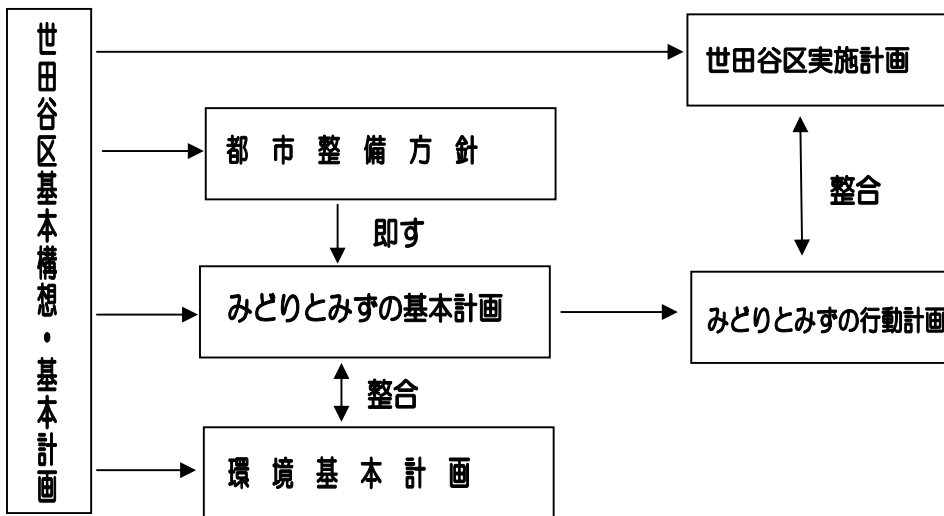 世田谷区基本構想・基本計画
世田谷区実施計画
都市整備方針
整合
即す
みどりとみずの基本計画
みどりとみずの行動計画
整合
環境基本計画